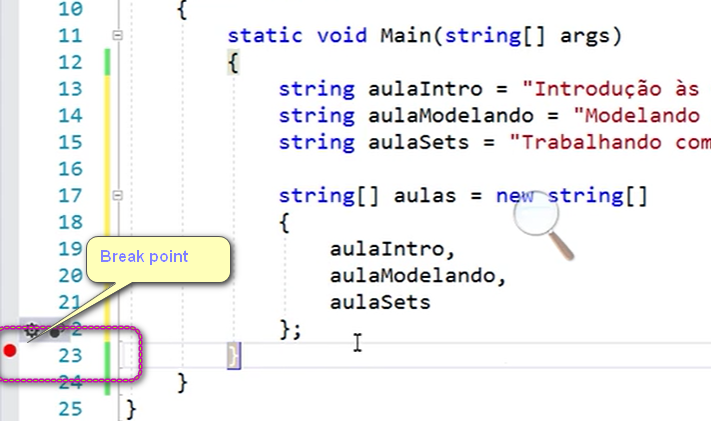 10 {
11 static void Main(string[] args)
12 {
13 string aulaIntro = "Introdução às
14 string aulaModelando = "Modelando
15 string aulaSets = "Trabalhando com
16
17 string[] aulas = new string[]
18 {
19 aulaIntro,
Break point
20 aulaModelando,
21 aulaSets
22 };
23 }
24 }
25 }